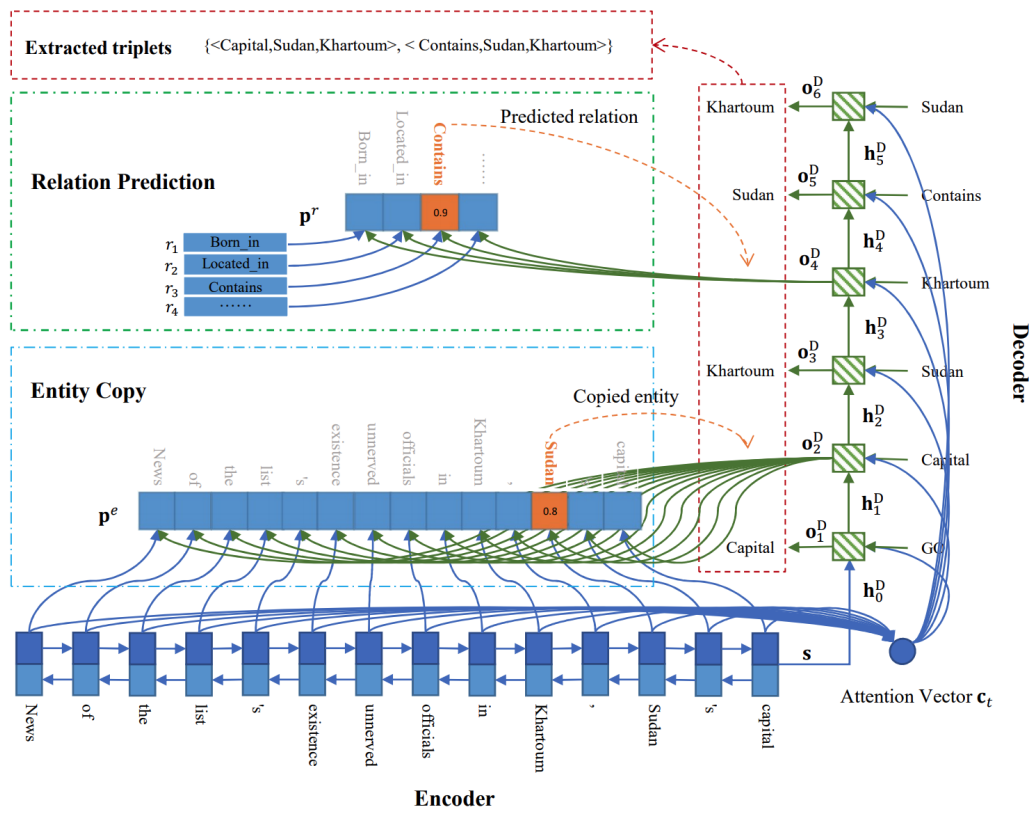 Extracted triplets {<Capital,Sudan,Khartoum>, < Contains,Sudan,Khartoum>}
Relation Prediction
Born_in
Located_in
Contains
......
Predicted relation
p^r
0.9
r₁ Born_in
r₂ Located_in
r₃ Contains
r₄ ......
Entity Copy
Copied entity
News
of
the
list
's
existence
unnerved
officials
in
Khartoum
,
Sudan
p^e
0.8
Khartoum o₆^D Sudan
h₅^D
Sudan o₅^D Contains
h₄^D
o₄^D Khartoum
h₃^D
Khartoum o₃^D Sudan
h₂^D
o₂^D Capital
h₁^D
Capital o₁^D
h₀^D
Decoder
s
Attention Vector c_t
News
of
the
list
's
existence
unnerved
officials
in
Khartoum
,
Sudan
's
capital
Encoder